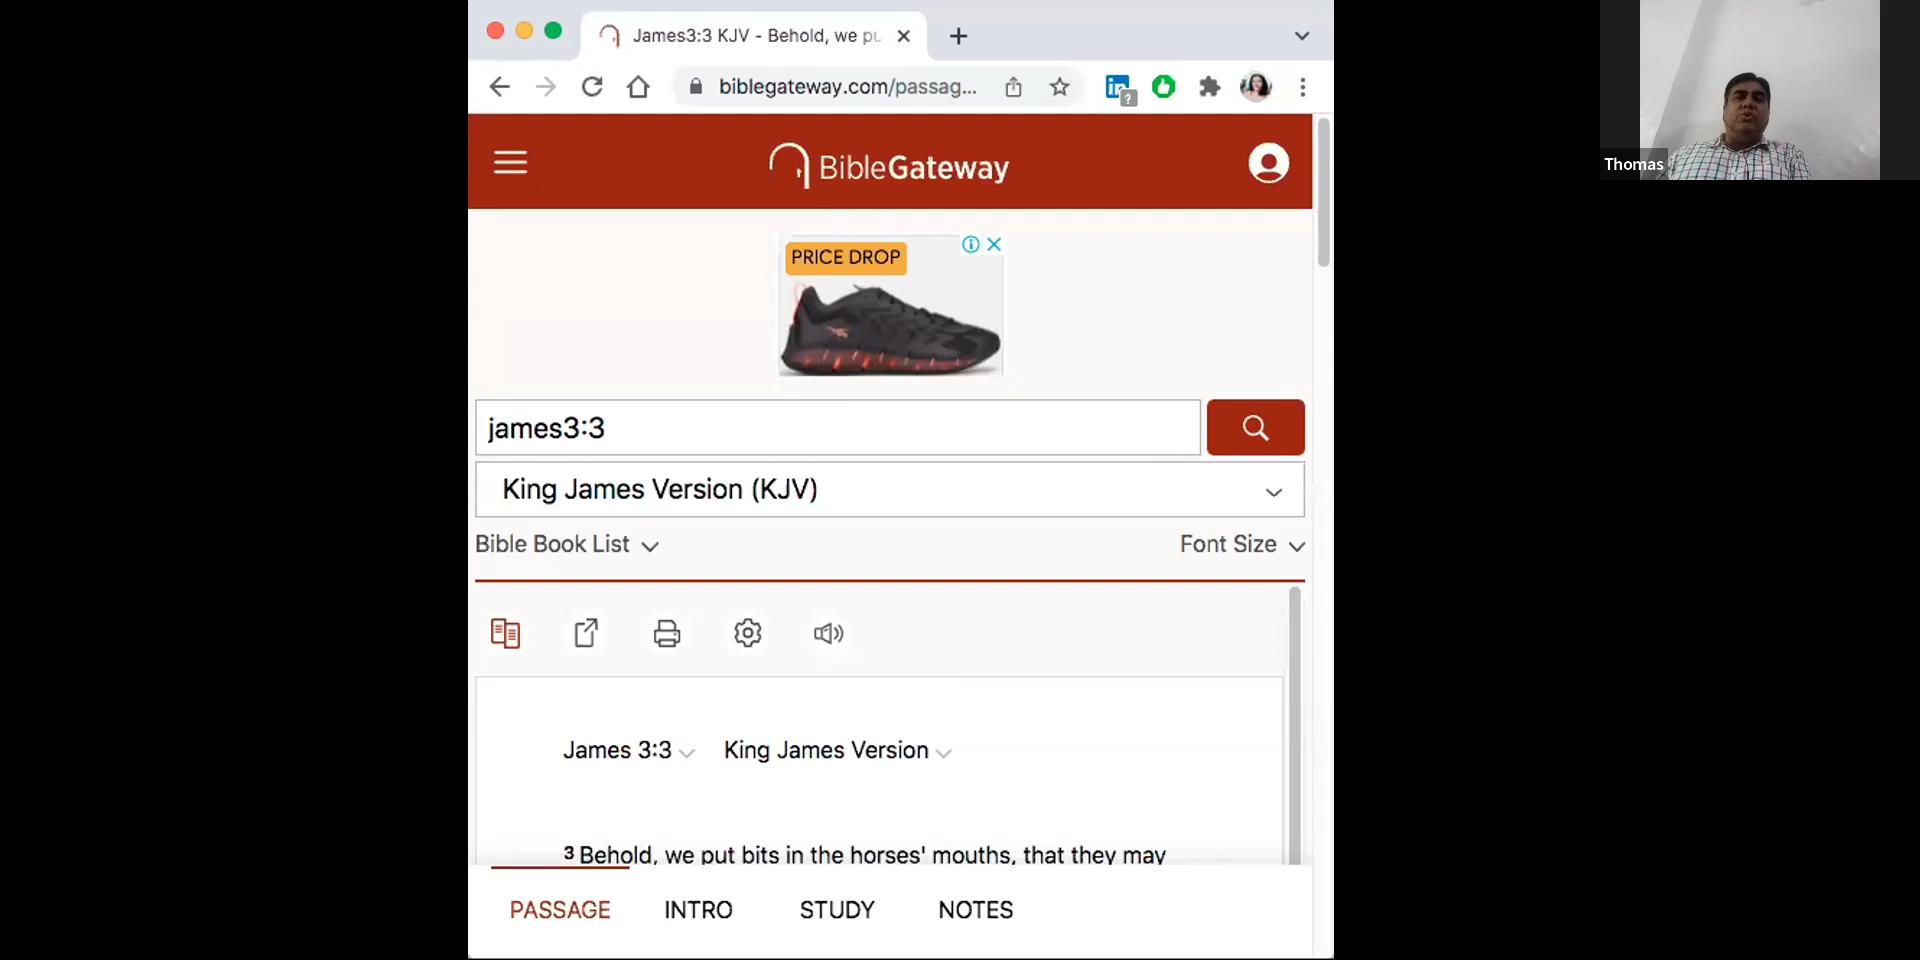 James3:3 KJV - Behold, we pu
biblegateway.com/passag...
BibleGateway
PRICE DROP
james3:3
King James Version (KJV)
Bible Book List
Font Size
James 3:3
King James Version
3 Behold, we put bits in the horses' mouths, that they may
PASSAGE
INTRO
STUDY
NOTES
Thomas